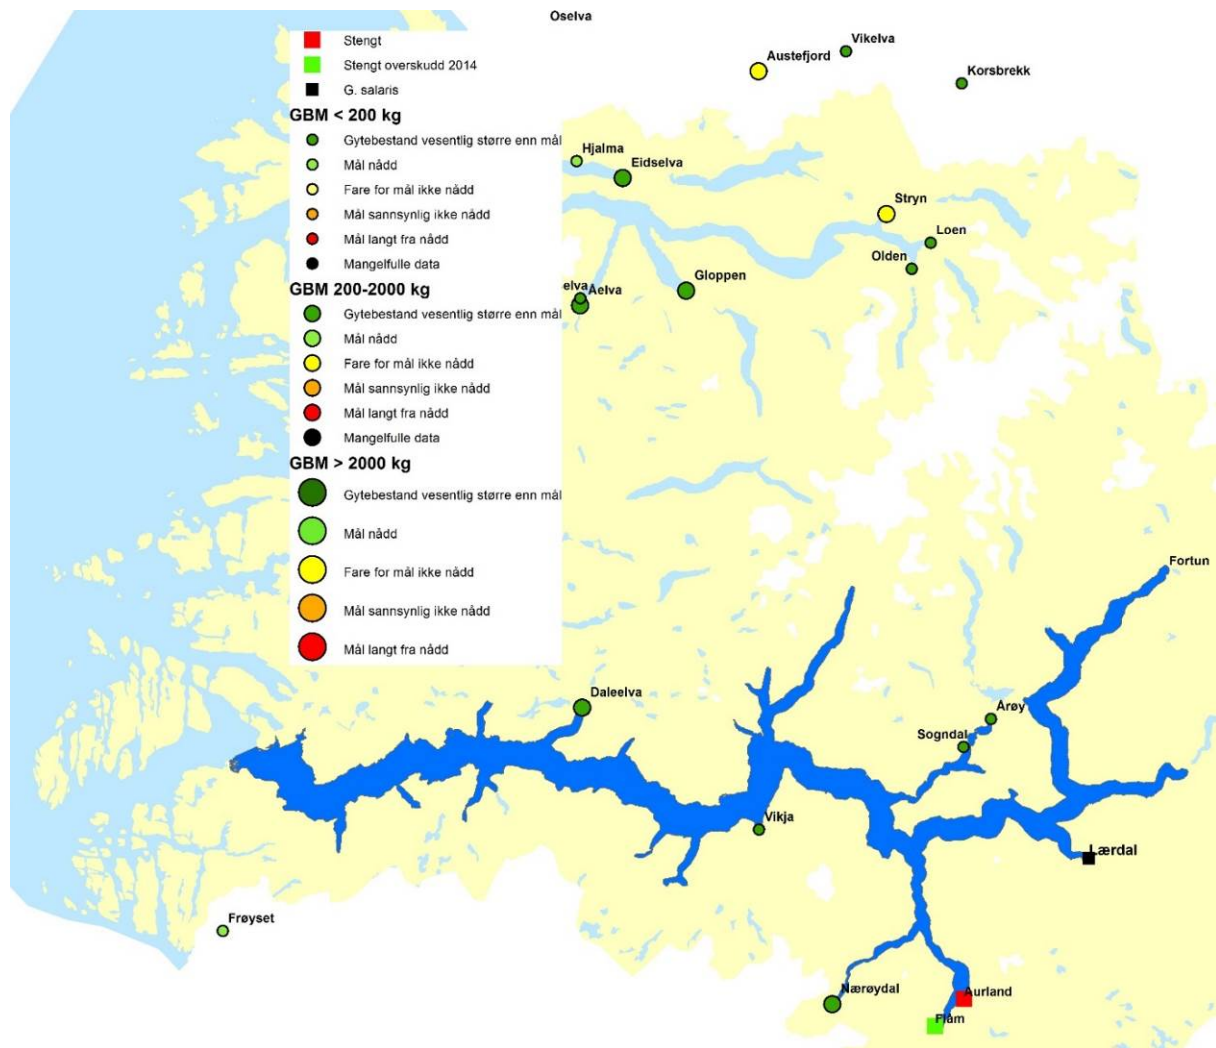 Oselva
Vikelva
Austefjord
Korsbrekk
Stengt
Stengt overskudd 2014
G. salaris
GBM < 200 kg
Gytebestand vesentlig større enn mål
Mål nådd
Fare for mål ikke nådd
Mål sannsynlig ikke nådd
Mål langt fra nådd
Mangelfulle data
GBM 200-2000 kg
Gytebestand vesentlig større enn mål
Mål nådd
Fare for mål ikke nådd
Mål sannsynlig ikke nådd
Mål langt fra nådd
Mangelfulle data
GBM > 2000 kg
Gytebestand vesentlig større enn mål
Mål nådd
Fare for mål ikke nådd
Mål sannsynlig ikke nådd
Mål langt fra nådd
Hjalma
Eidselva
Stryn
Loen
Olden
Gloppen
elva
Aelva
Fortun
Daleelva
Årøy
Sogndal
Vikja
Lærdal
Frøyset
Nærøydal
Aurland
Flåm